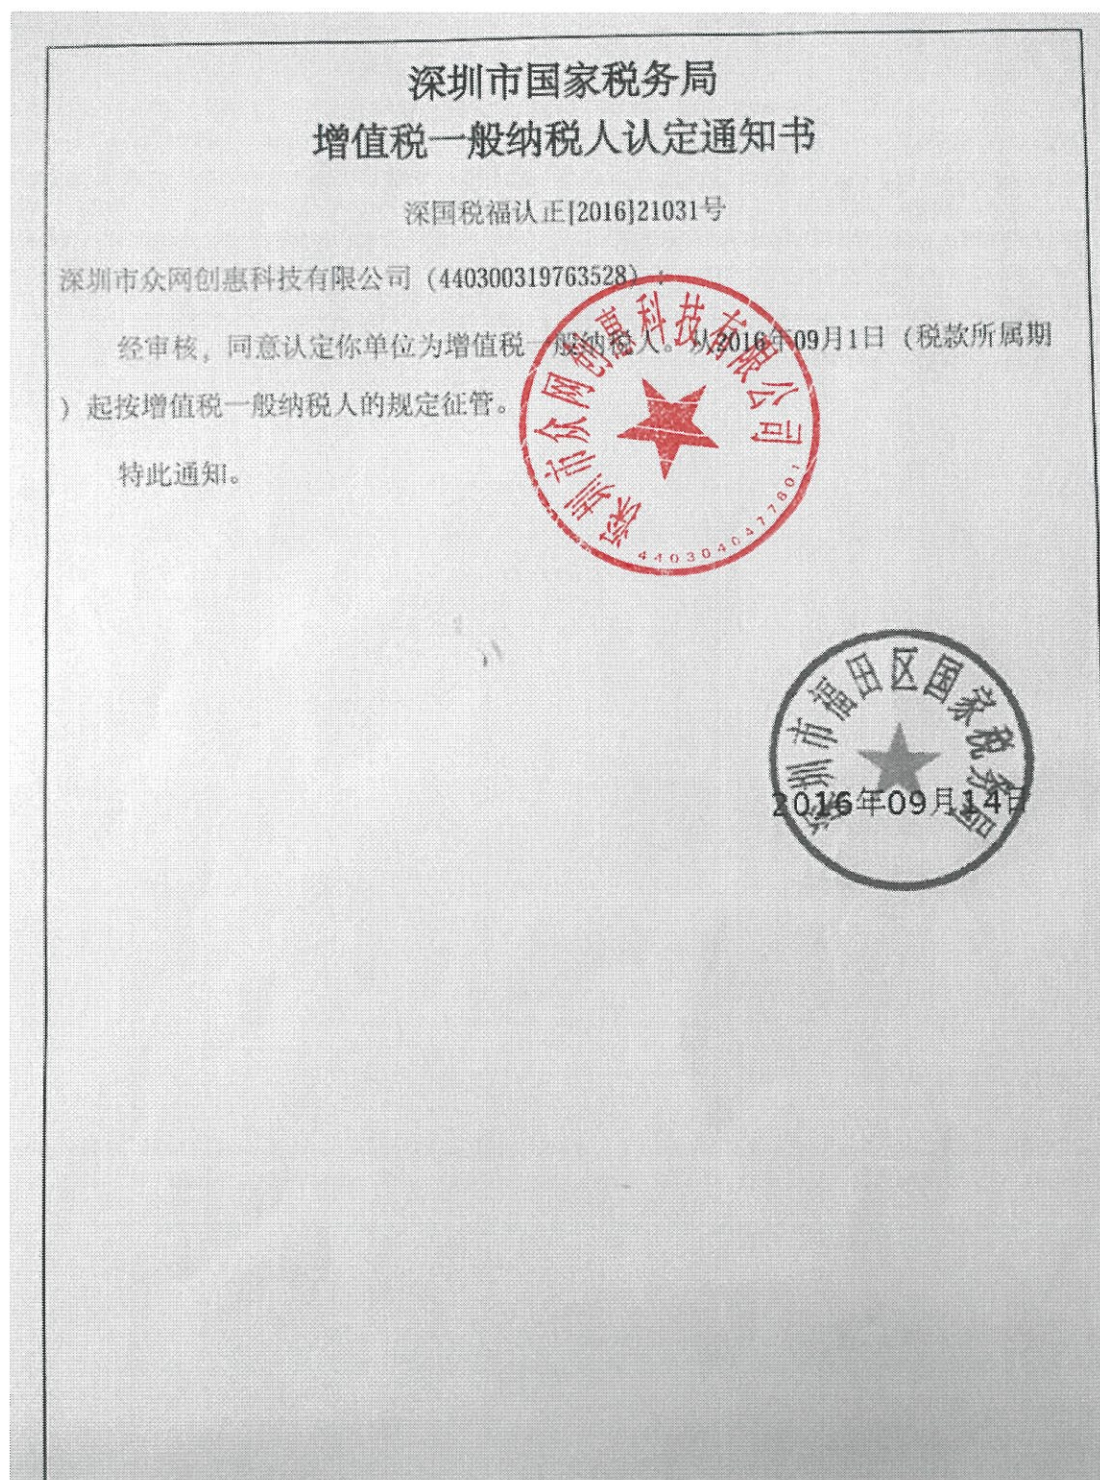 深圳市国家税务局
增值税一般纳税人认定通知书
深国税福认正[2016]21031号
深圳市众网创惠科技有限公司（440300319763528）：
经审核，同意认定你单位为增值税一般纳税人。从2016年09月1日（税款所属期
）起按增值税一般纳税人的规定征管。
特此通知。
深圳市众网创惠科技有限公司
4403040477801
深圳市福田区国家税务局
2016年09月14日